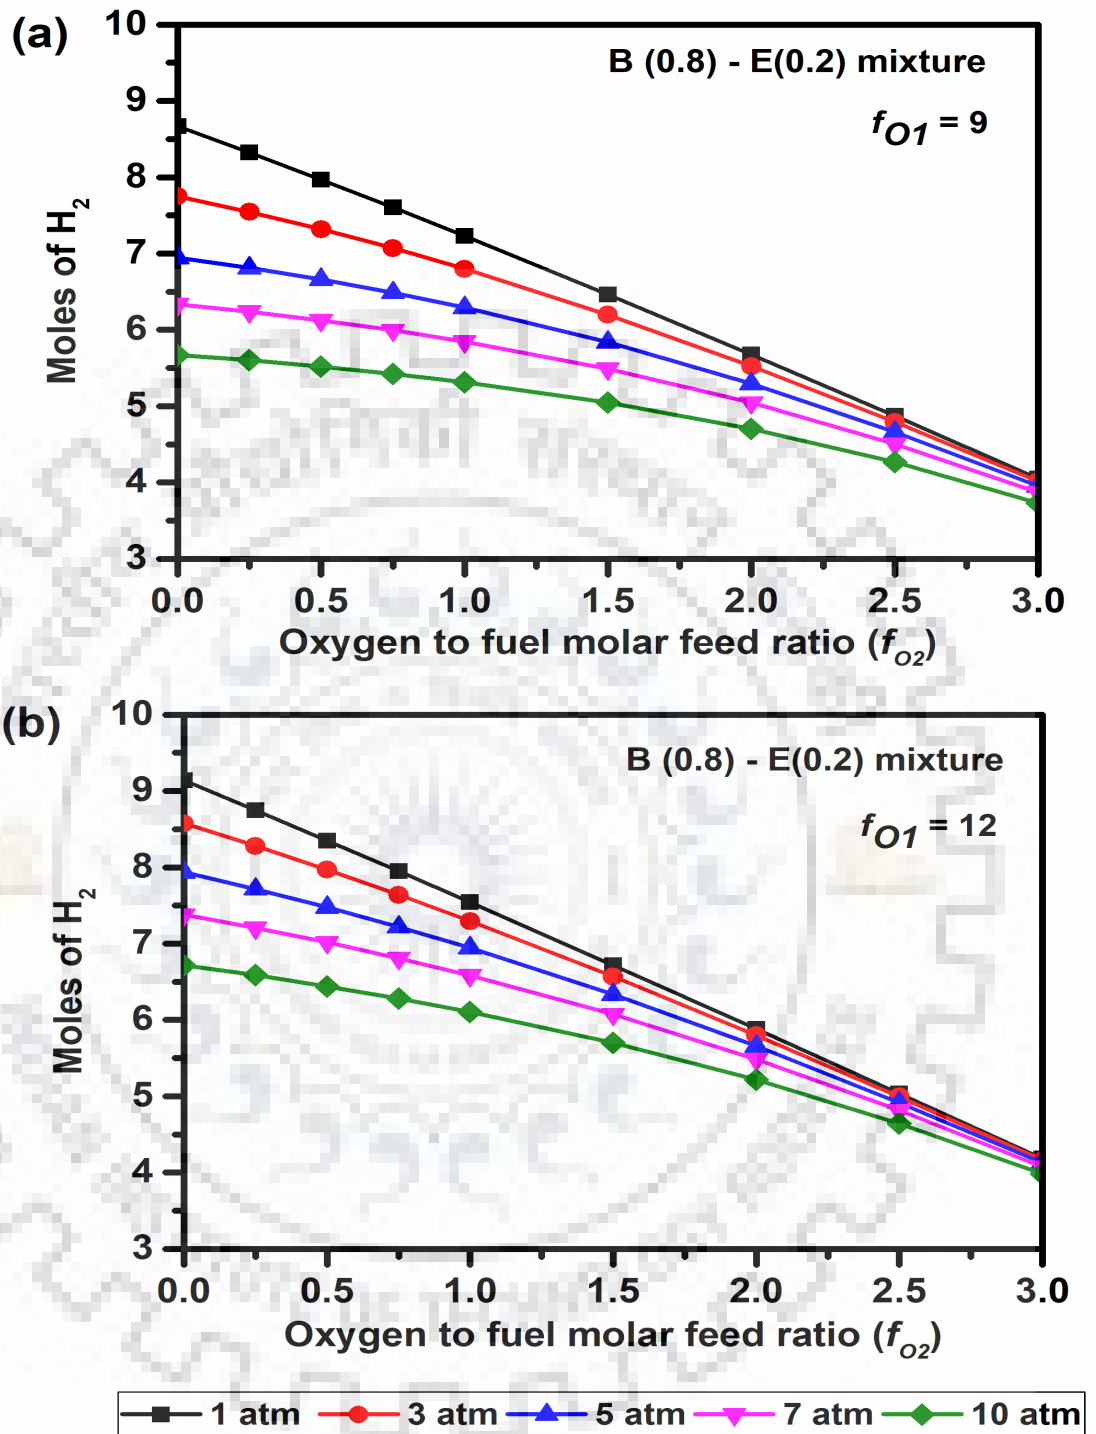 (a)
B (0.8) - E(0.2) mixture
fO1 = 9
Moles of H2
10
9
8
7
6
5
4
3
0.0 0.5 1.0 1.5 2.0 2.5 3.0
Oxygen to fuel molar feed ratio (fO2)
(b)
B (0.8) - E(0.2) mixture
fO1 = 12
Moles of H2
10
9
8
7
6
5
4
3
0.0 0.5 1.0 1.5 2.0 2.5 3.0
Oxygen to fuel molar feed ratio (fO2)
1 atm 3 atm 5 atm 7 atm 10 atm